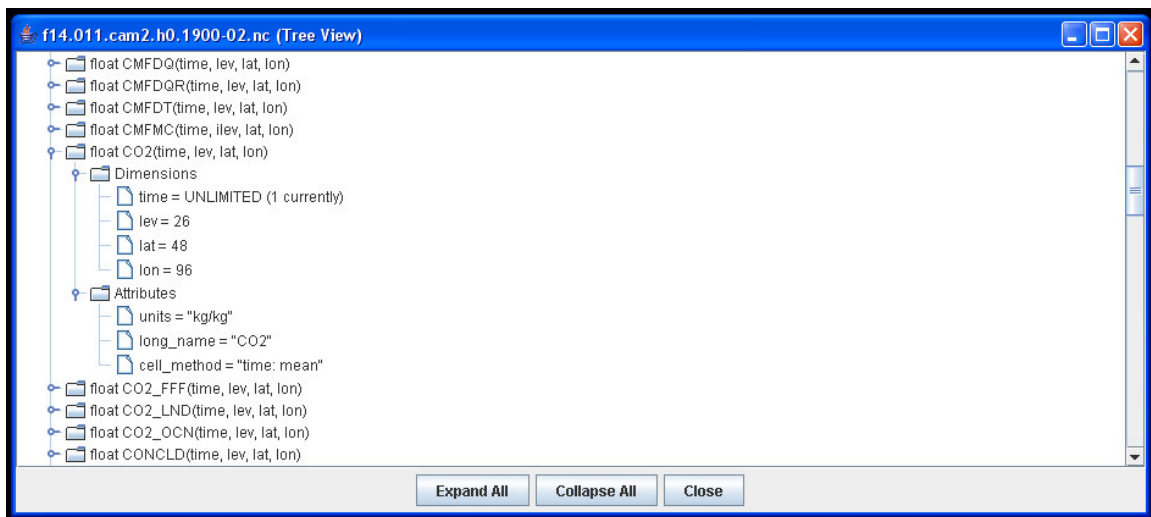 f14.011.cam2.h0.1900-02.nc (Tree View)
float CMFDQ(time, lev, lat, lon)
float CMFDQR(time, lev, lat, lon)
float CMFDT(time, lev, lat, lon)
float CMFMC(time, ilev, lat, lon)
float CO2(time, lev, lat, lon)
Dimensions
time = UNLIMITED (1 currently)
lev = 26
lat = 48
lon = 96
Attributes
units = "kg/kg"
long_name = "CO2"
cell_method = "time: mean"
float CO2_FFF(time, lev, lat, lon)
float CO2_LND(time, lev, lat, lon)
float CO2_OCN(time, lev, lat, lon)
float CONCLD(time, lev, lat, lon)
Expand All Collapse All Close